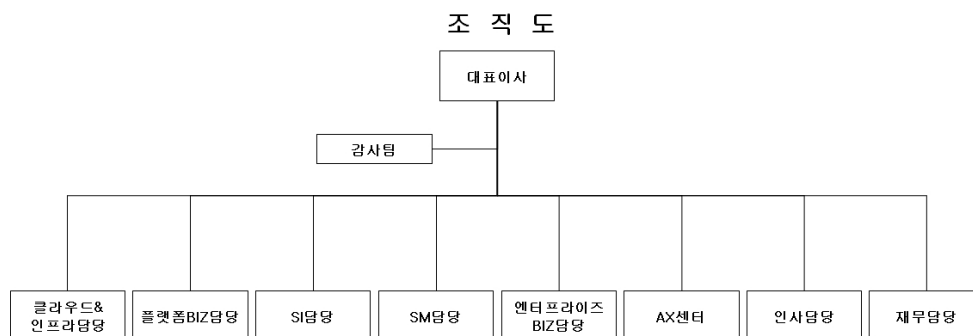 조 직 도
대표이사
감사팀
클라우드&
인프라담당
플랫폼BIZ담당
SI담당
SM담당
엔터프라이즈
BIZ담당
AX센터
인사담당
재무담당